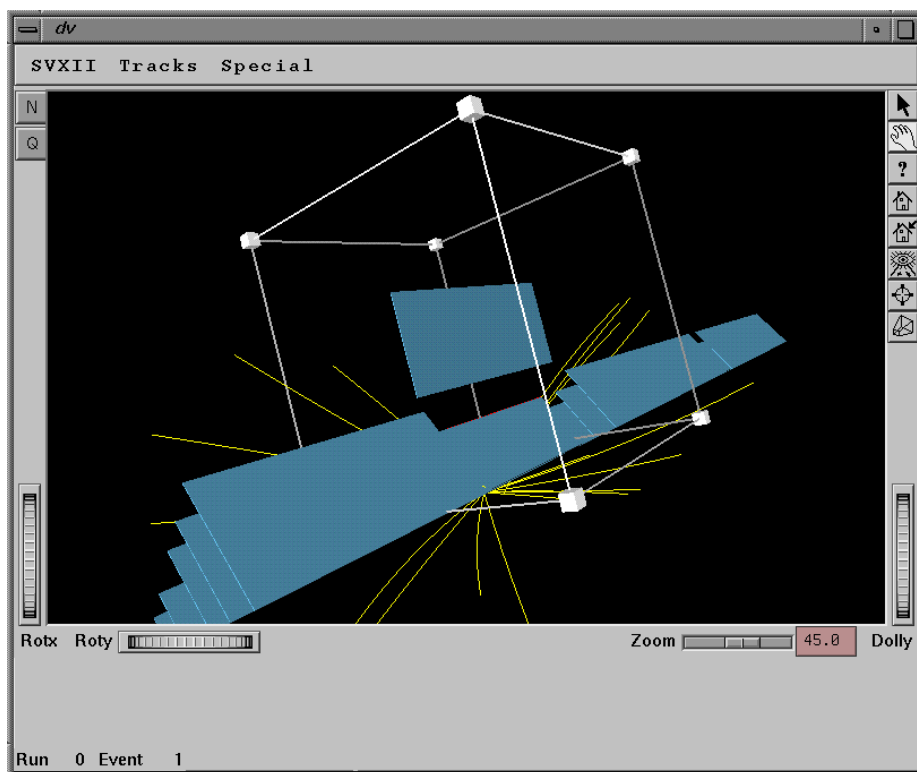 dv
SVXII Tracks Special
N
Q
?
Rotx Roty Zoom 45.0 Dolly
Run 0 Event 1